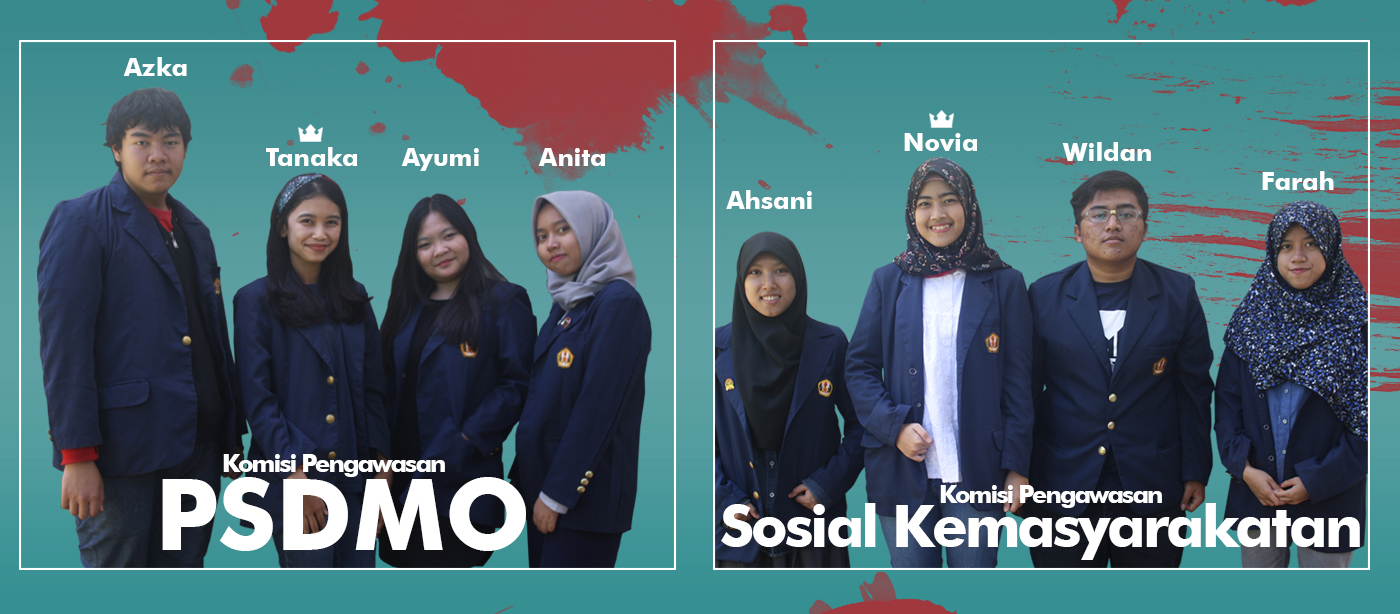 Azka
Tanaka
Ayumi
Anita
Komisi Pengawasan
PSDMO
Ahsani
Novia
Wildan
Farah
Komisi Pengawasan
Sosial Kemasyarakatan